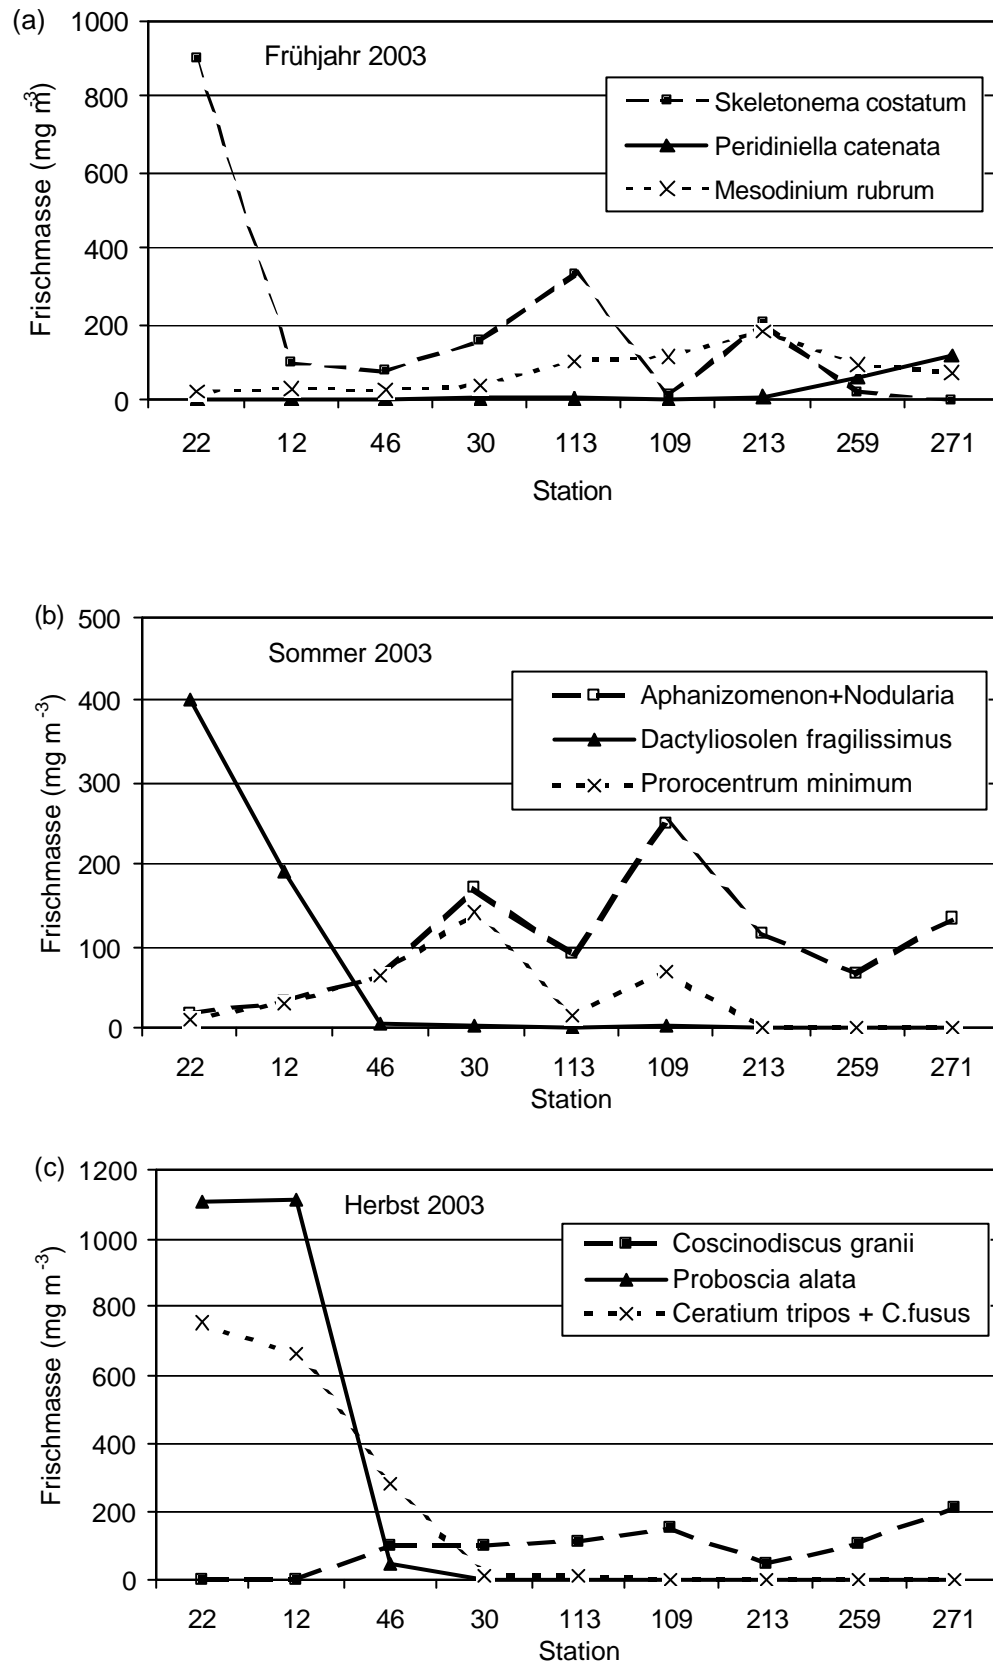 (a)
1000
800
600
400
200
0
Frischmasse (mg m-3)
Frühjahr 2003
Skeletonema costatum
Peridiniella catenata
Mesodinium rubrum
22 12 46 30 113 109 213 259 271
Station
(b)
500
400
300
200
100
0
Frischmasse (mg m-3)
Sommer 2003
Aphanizomenon+Nodularia
Dactyliosolen fragilissimus
Prorocentrum minimum
22 12 46 30 113 109 213 259 271
Station
(c)
1200
1000
800
600
400
200
0
Frischmasse (mg m-3)
Herbst 2003
Coscinodiscus granii
Proboscia alata
Ceratium tripos + C.fusus
22 12 46 30 113 109 213 259 271
Station